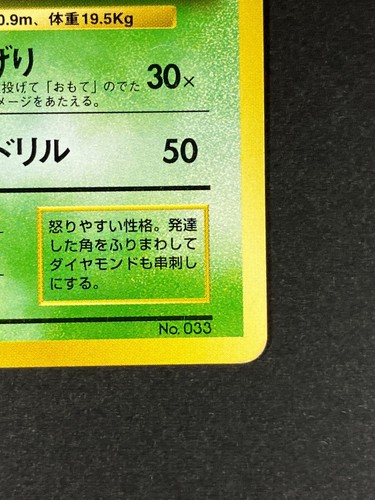 0.9m、体重19.5Kg
げり
投げて「おもて」のでた
メージをあたえる。
30×
ドリル 50
怒りやすい性格。発達
した角をふりまわして
ダイヤモンドも串刺し
にする。
No. 033